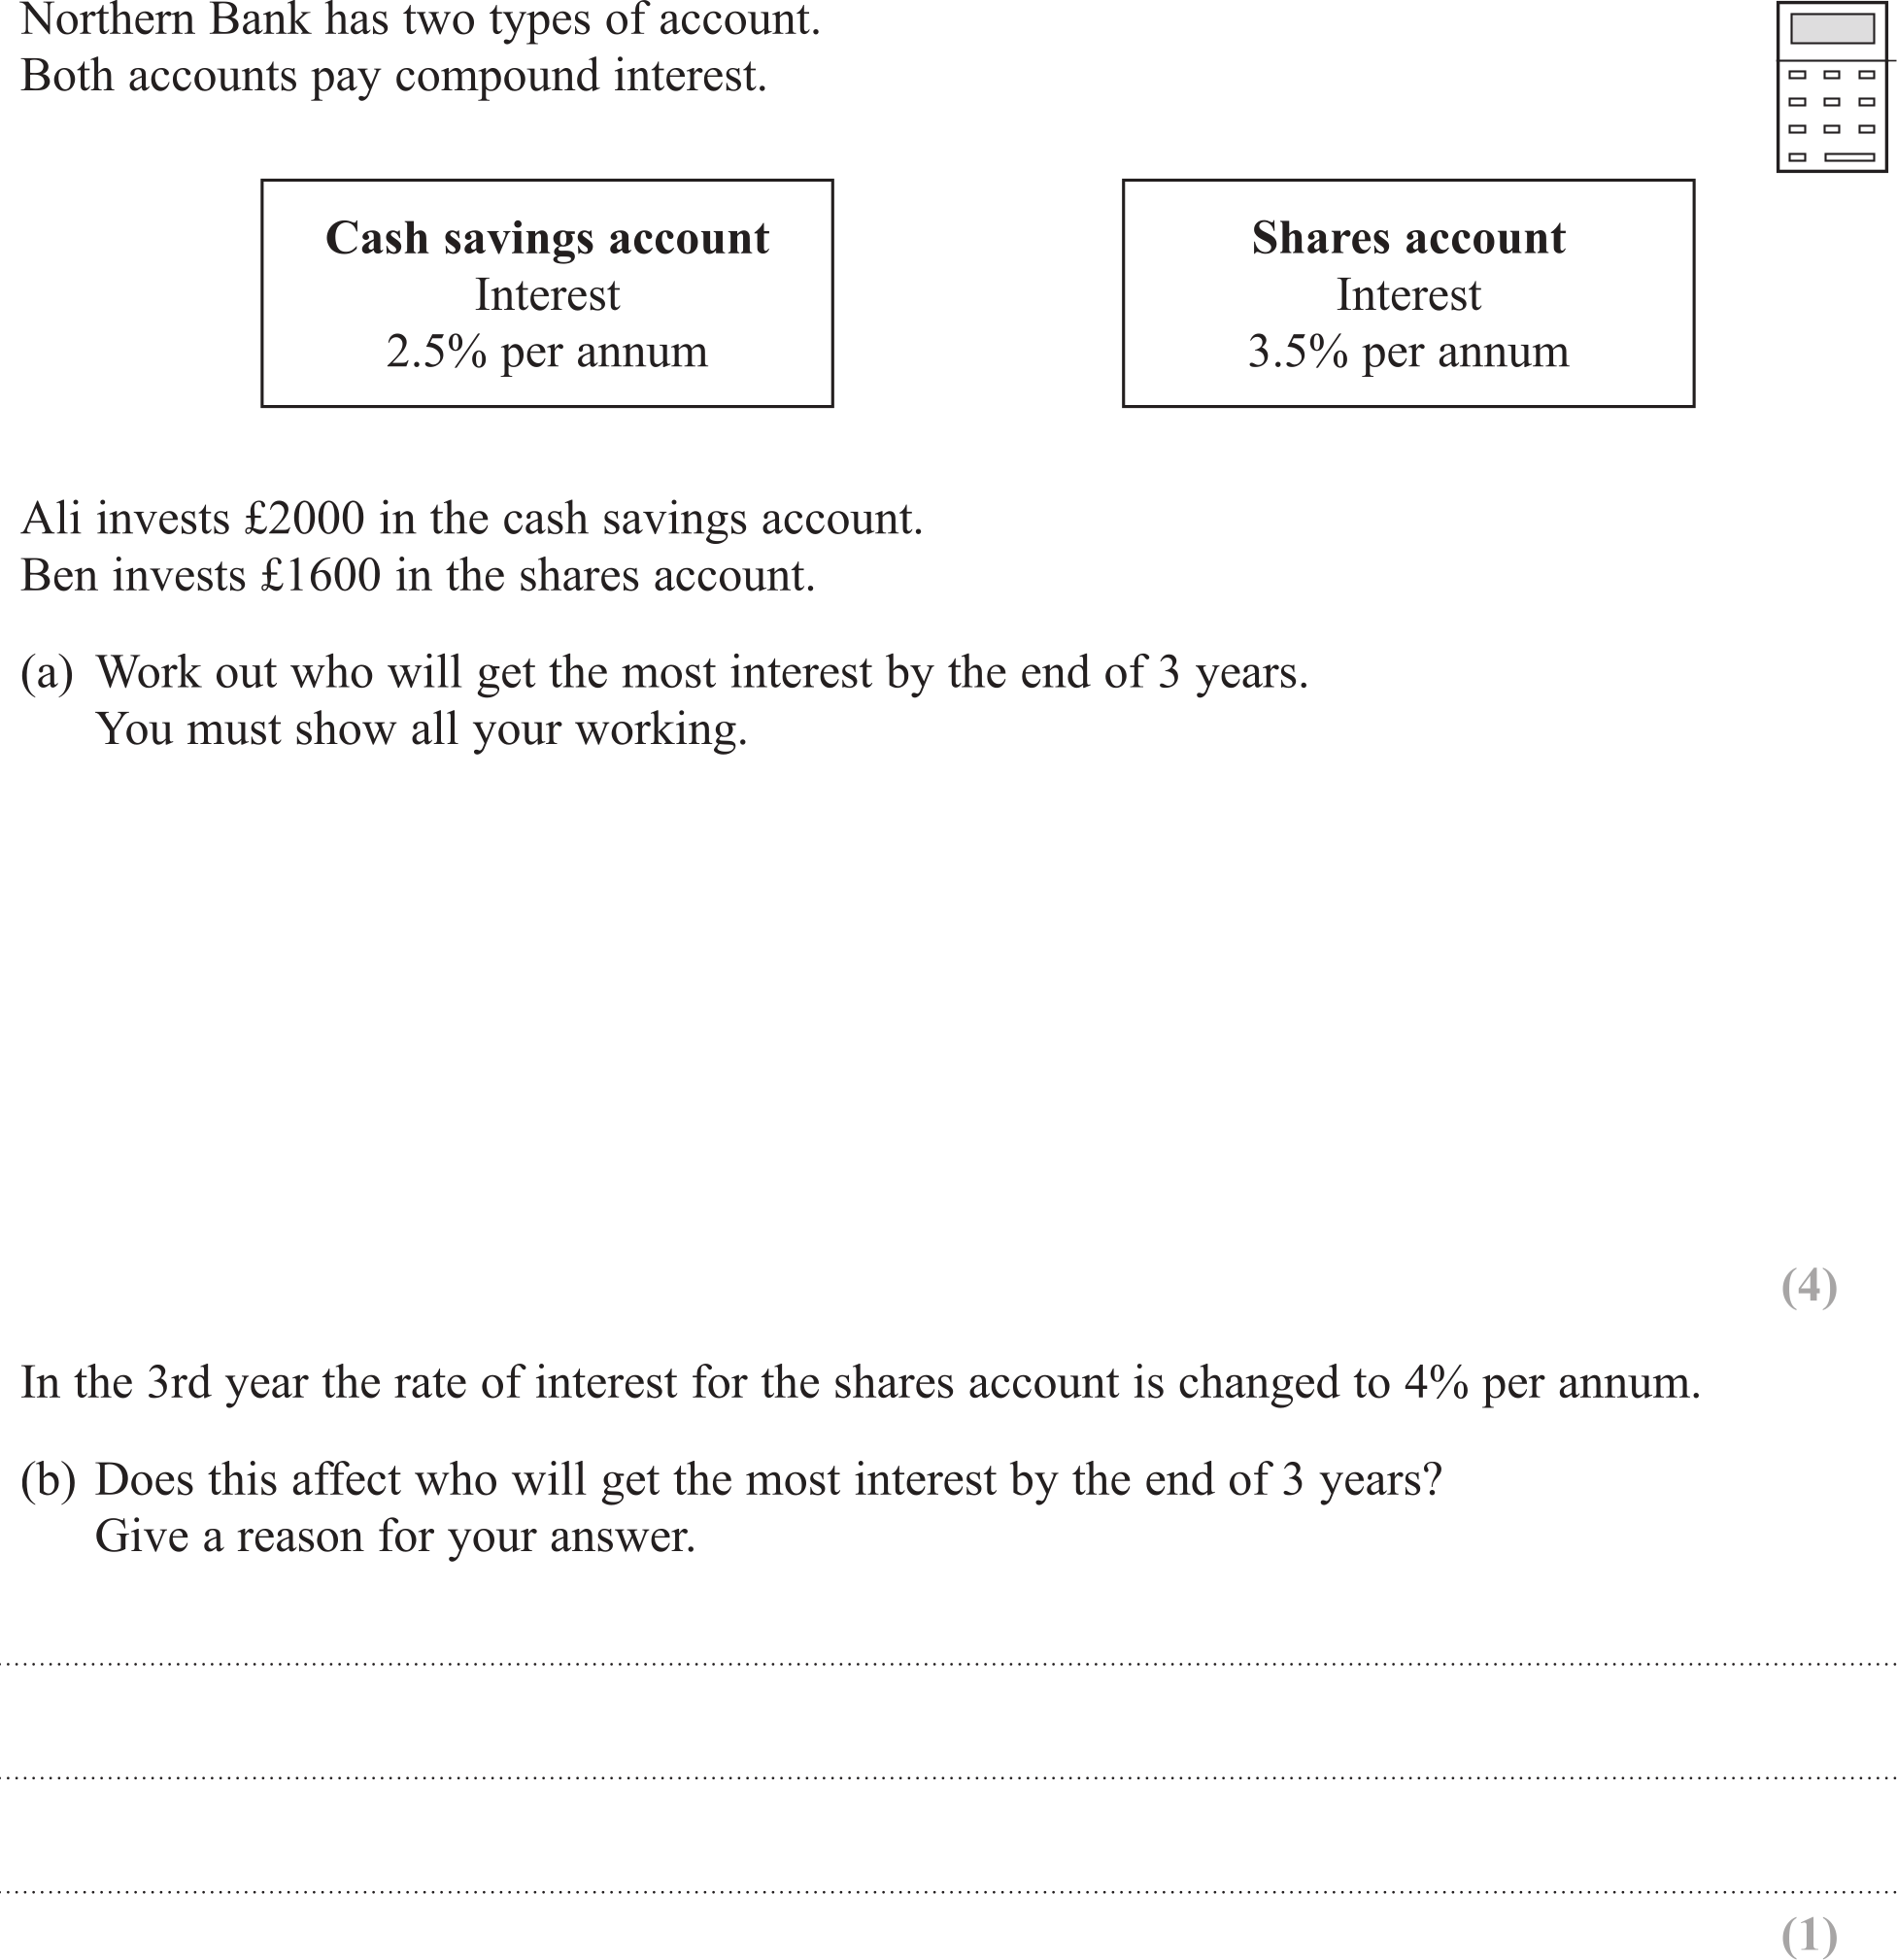 Northern Bank has two types of account.
Both accounts pay compound interest.
Cash savings account
Interest
2.5% per annum
Shares account
Interest
3.5% per annum
Ali invests £2000 in the cash savings account.
Ben invests £1600 in the shares account.
(a) Work out who will get the most interest by the end of 3 years.
You must show all your working.
(4)
In the 3rd year the rate of interest for the shares account is changed to 4% per annum.
(b) Does this affect who will get the most interest by the end of 3 years?
Give a reason for your answer.
(1)